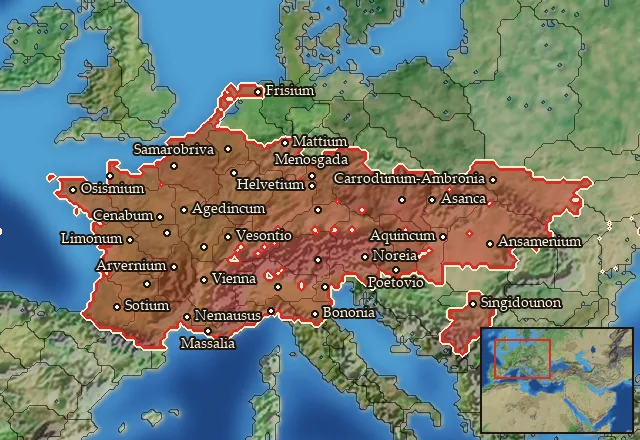 Frisium
Mattium
Samarobriva
Menosgada
Carrodunum-Ambronia
Helvetium
Osismium
Asanca
Agedincum
Cenabum
Vesontio
Aquincum
Limonum
Ansamenium
Noreia
Arvernium
Vienna
Poetovio
Singidounon
Sotium
Nemausus
Bononia
Massalia